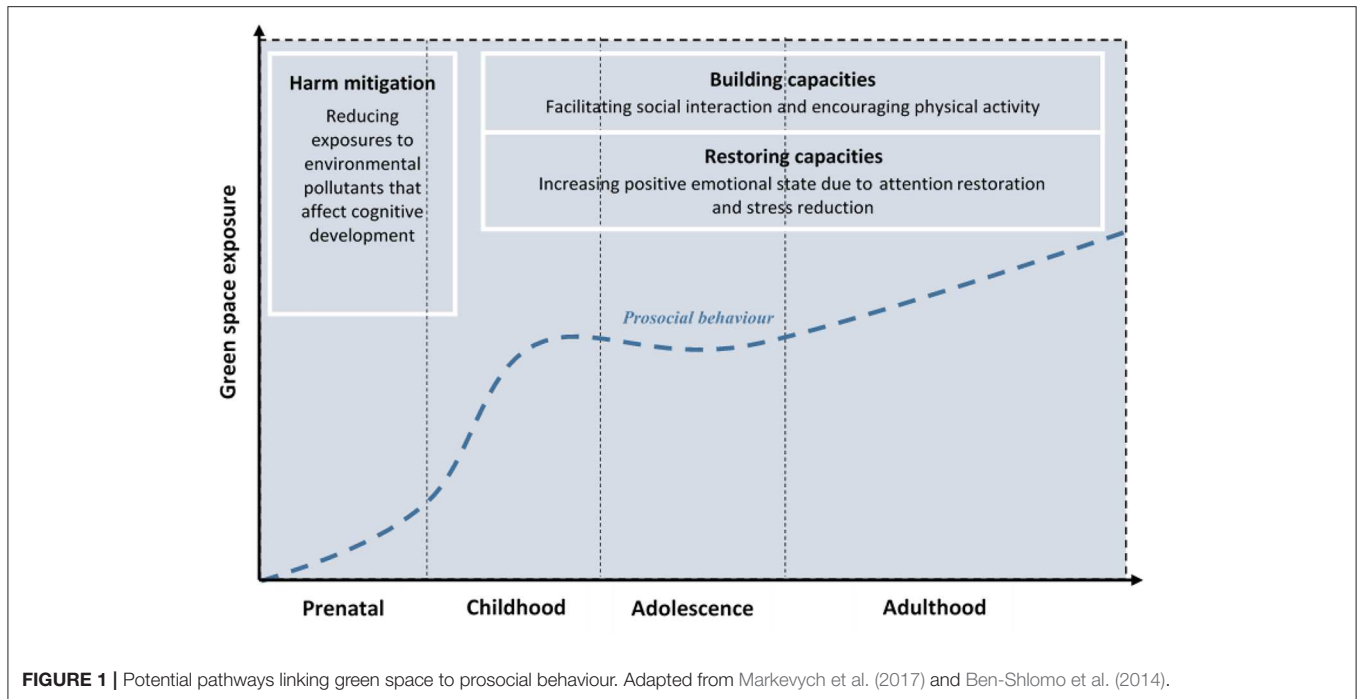 Harm mitigation
Reducing
exposures to
environmental
pollutants that
affect cognitive
development
Building capacities
Facilitating social interaction and encouraging physical activity
Restoring capacities
Increasing positive emotional state due to attention restoration
and stress reduction
Green space exposure
Prosocial behaviour
Prenatal
Childhood
Adolescence
Adulthood
FIGURE 1 | Potential pathways linking green space to prosocial behaviour. Adapted from Markevych et al. (2017) and Ben-Shlomo et al. (2014).